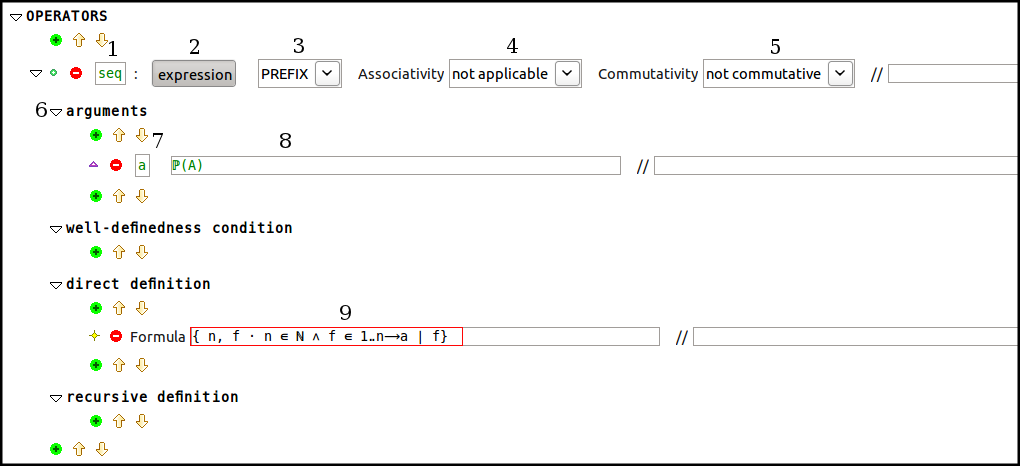 OPERATORS
1 2 3 4 5
seq : expression PREFIX Associativity not applicable Commutativity not commutative //
6 arguments
7 8
a ℙ(A) //
well-definedness condition
direct definition
9
Formula { n, f · n ∈ ℕ ∧ f ∈ 1‥n→a ∣ f} //
recursive definition